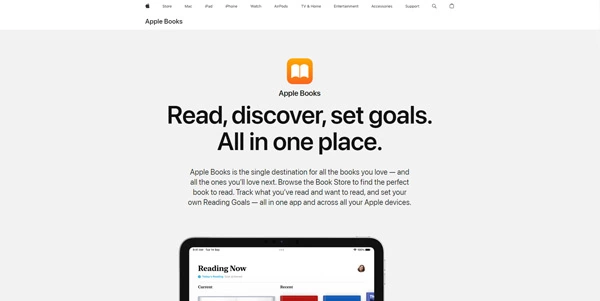 Store Mac iPad iPhone Watch AirPods TV & Home Entertainment Accessories Support
Apple Books
Apple Books
Read, discover, set goals.
All in one place.
Apple Books is the single destination for all the books you love — and
all the ones you'll love next. Browse the Book Store to find the perfect
book to read. Track what you've read and want to read, and set your
own Reading Goals — all in one app and across all your Apple devices.
Reading Now
Current Recent